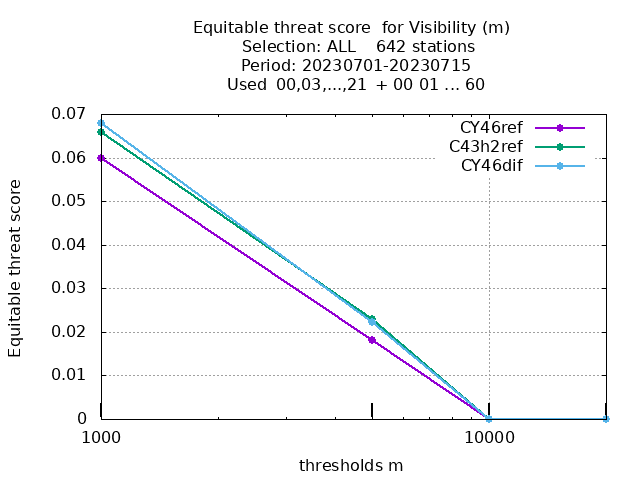 Equitable threat score  for Visibility (m)
Selection: ALL    642 stations
Period: 20230701-20230715
Used  00,03,...,21  + 00 01 ... 60
CY46ref
C43h2ref
CY46dif
0.07
0.06
0.05
0.04
0.03
0.02
0.01
0
Equitable threat score
1000
10000
thresholds m